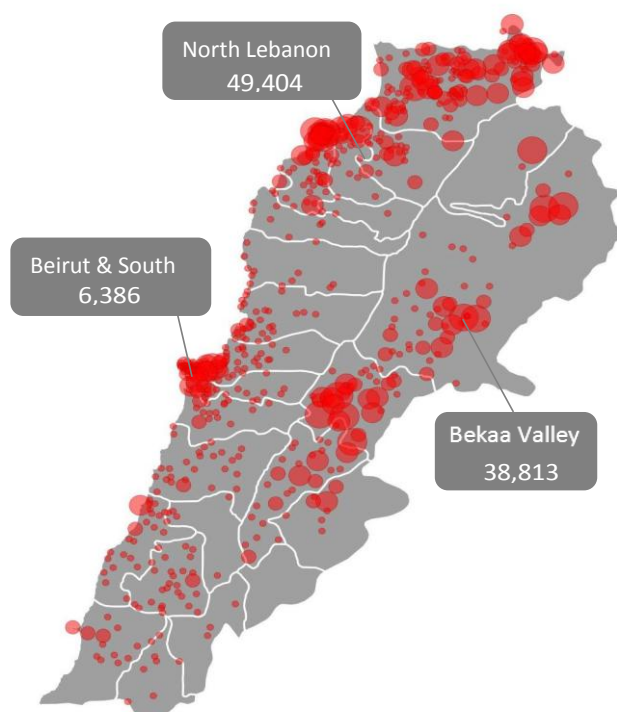 North Lebanon
49,404
Beirut & South
6,386
Bekaa Valley
38,813